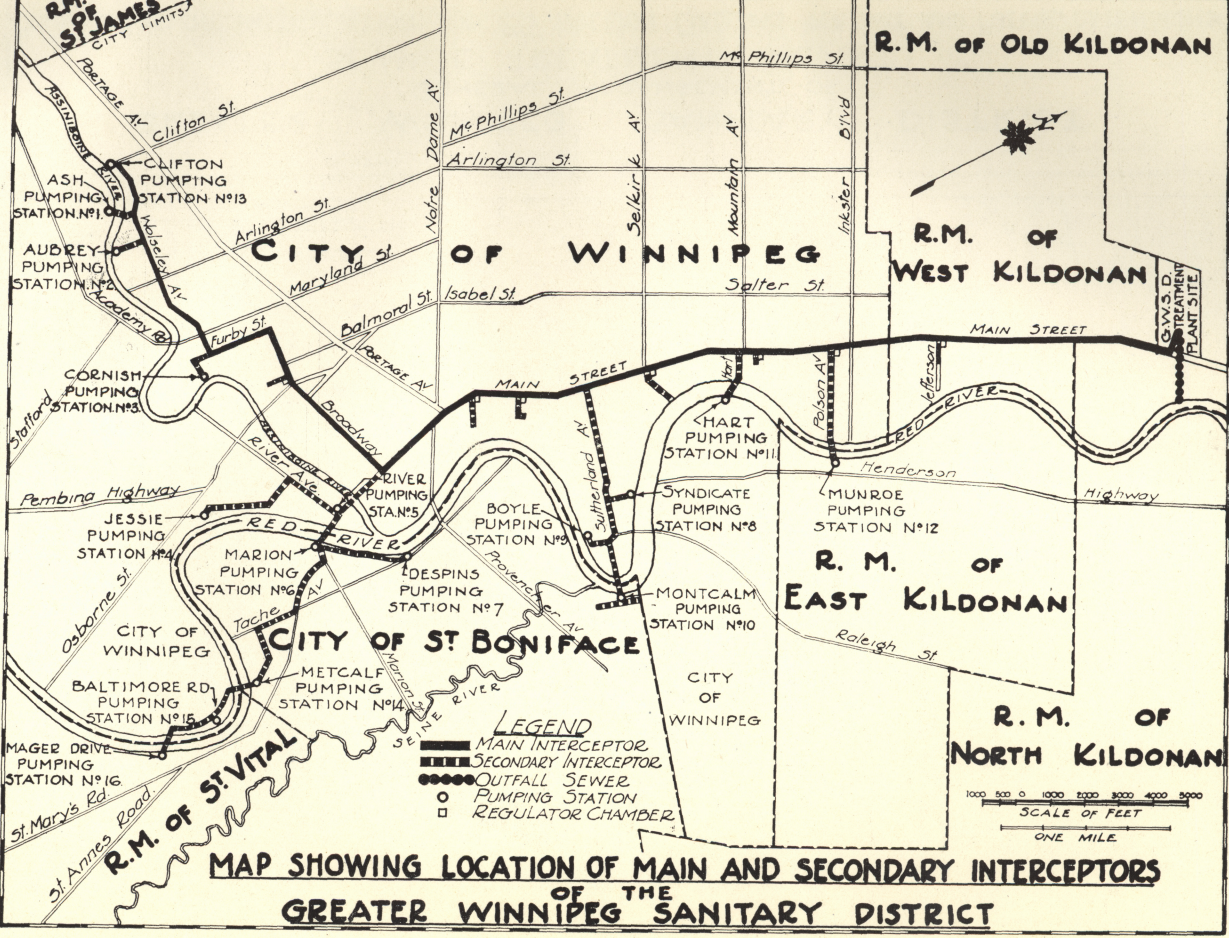 R.M.
OF
ST JAMES
CITY LIMITS
R.M. OF OLD KILDONAN
PORTAGE AV
ASSINIBOINE RIVER
Clifton St.
McPhillips St.
McPhillips St.
Notre Dame AV
Selkirk AV
Mountain AV
Inkster Blvd
N
Arlington St.
CLIFTON
PUMPING
STATION No13
ASH
PUMPING
STATION.No1.
AUBREY
PUMPING
STATION.No2
Wolseley AV
Arlington St.
Maryland St.
CITY OF WINNIPEG
R.M. OF
WEST KILDONAN
G.W.S.D.
TREATMENT
PLANT SITE.
Academy Rd
Furby St.
Balmoral St.
Isabel St.
Salter St.
PORTAGE AV
MAIN STREET
MAIN STREET
CORNISH
PUMPING
STATION.No3.
Stafford
Broadway
Hart
Polson AV
Jefferson
RED RIVER
HART
PUMPING
STATION No11.
River Ave
ASSINIBOINE RIVER
Sutherland AV
Pembina Highway
RIVER
PUMPING
STA.No5.
Henderson Highway
JESSIE
PUMPING
STATION No4
RED RIVER
BOYLE
PUMPING
STATION No9
SYNDICATE
PUMPING
STATION No8
MUNROE
PUMPING
STATION No12
MARION
PUMPING
STATION No6
DESPINS
PUMPING
STATION No7
Provencher AV
R. M. OF
EAST KILDONAN
MONTCALM
PUMPING
STATION No10
Osborne St.
Tache AV
CITY OF
WINNIPEG
CITY OF ST BONIFACE
Raleigh St
Marion St
METCALF
PUMPING
STATION No14
SEINE RIVER
BALTIMORE RD
PUMPING
STATION No15
CITY
OF
WINNIPEG
R. M. OF
NORTH KILDONAN
MAGER DRIVE
PUMPING
STATION No16.
R.M. OF ST VITAL
St. Mary's Rd.
St. Annes Road.
LEGEND
MAIN INTERCEPTOR
SECONDARY INTERCEPTOR
OUTFALL SEWER
PUMPING STATION
REGULATOR CHAMBER
1000 500 0 1000 2000 3000 4000 5000
SCALE OF FEET
ONE MILE
MAP SHOWING LOCATION OF MAIN AND SECONDARY INTERCEPTORS
OF THE
GREATER WINNIPEG SANITARY DISTRICT